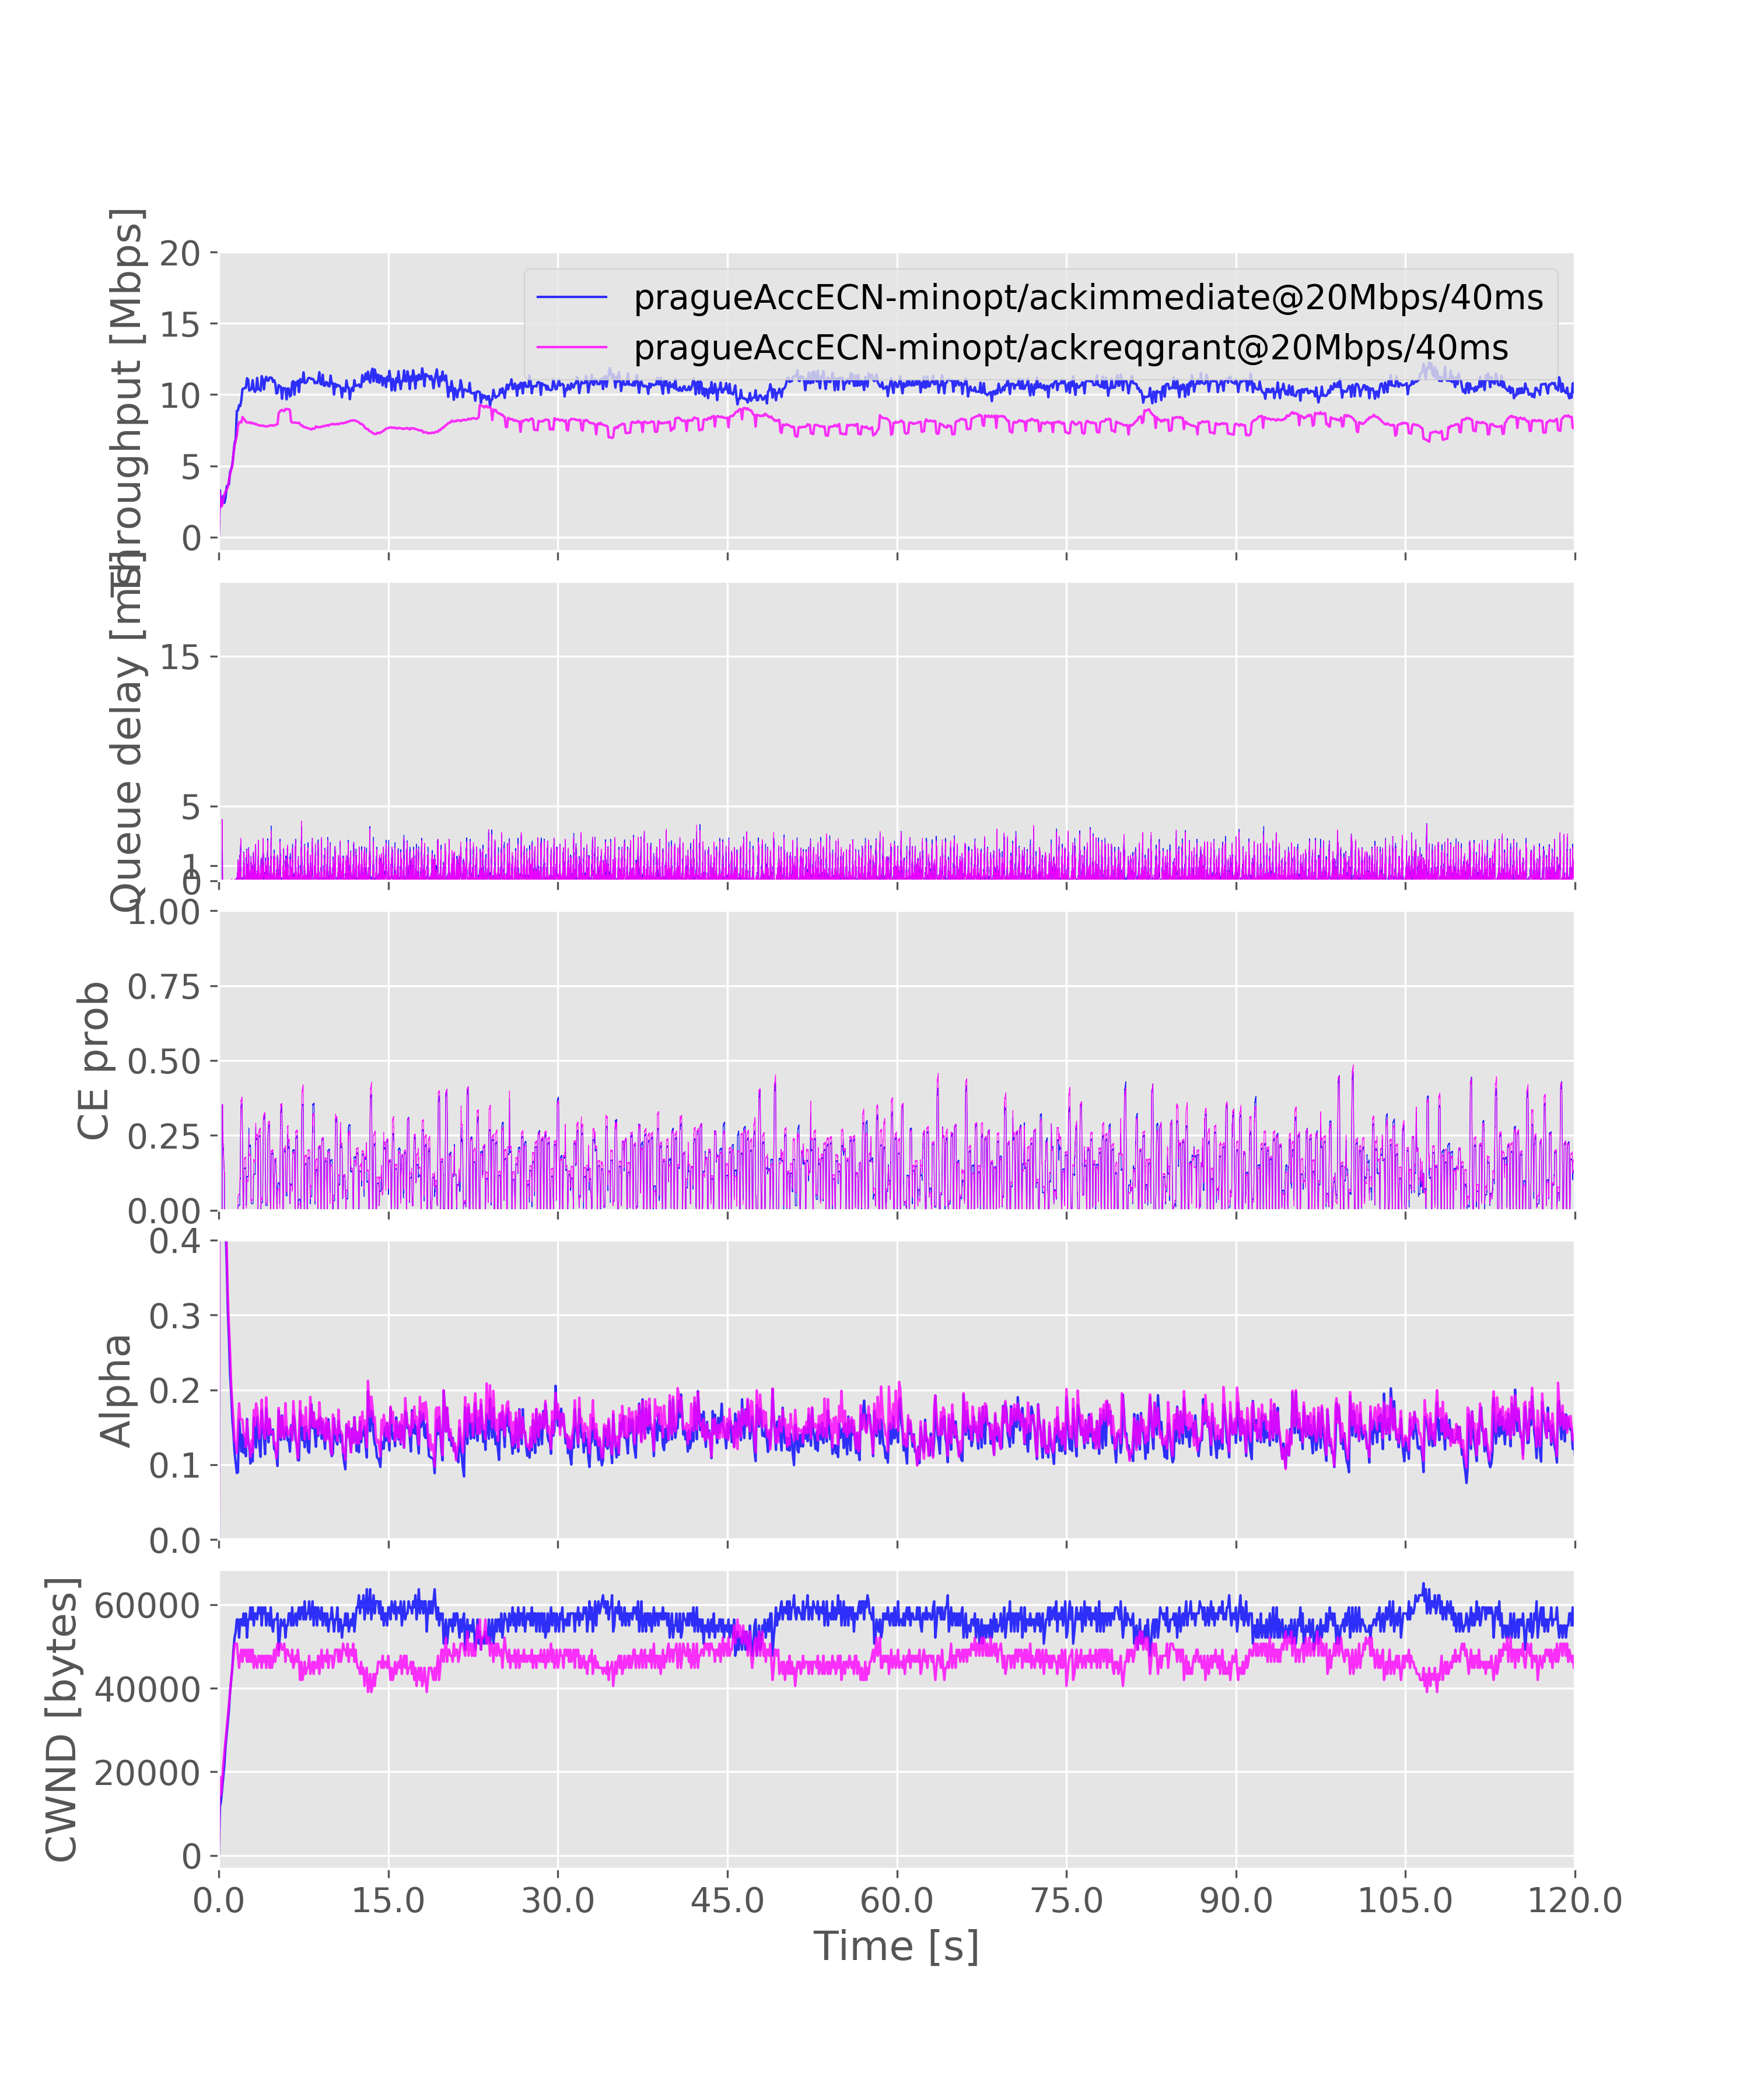 Throughput [Mbps]
20
15
10
5
0
pragueAccECN-minopt/ackimmediate@20Mbps/40ms
pragueAccECN-minopt/ackreqgrant@20Mbps/40ms
Queue delay [ms]
15
5
1
0
CE prob
1.00
0.75
0.50
0.25
0.00
Alpha
0.4
0.3
0.2
0.1
0.0
CWND [bytes]
60000
40000
20000
0
0.0 15.0 30.0 45.0 60.0 75.0 90.0 105.0 120.0
Time [s]